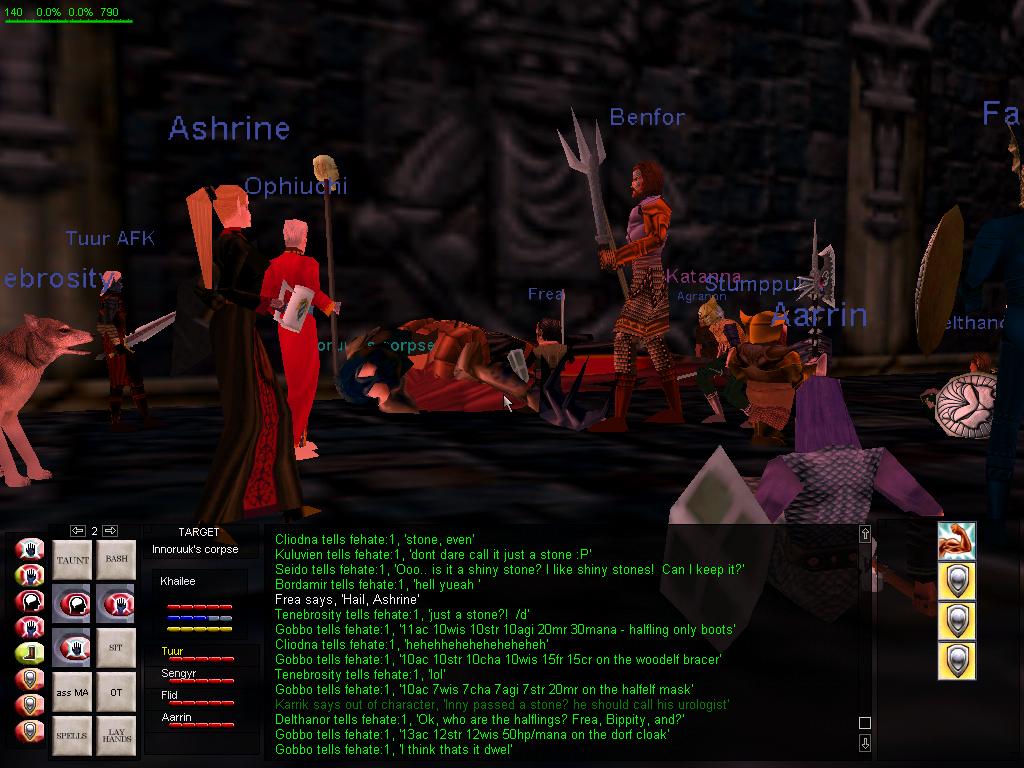 140 0.0% 0.0% 790
Ashrine
Benfor
Fa
Ophiuchi
Tuur AFK
ebrosity
Katanna
Stumppu
Frea
Agranon
Aarrin
elthano
oruuk's corpse
2
TARGET
Innoruuk's corpse
TAUNT BASH
Khailee
SIT
Tuur
Sengyr
ass MA OT
Flid
Aarrin
SPELLS LAY HANDS
Cliodna tells fehate:1, 'stone, even'
Kuluvien tells fehate:1, 'dont dare call it just a stone :P'
Seido tells fehate:1, 'Ooo.. is it a shiny stone? I like shiny stones!  Can I keep it?'
Bordamir tells fehate:1, 'hell yueah '
Frea says, 'Hail, Ashrine'
Tenebrosity tells fehate:1, 'just a stone?!  /d'
Gobbo tells fehate:1, '11ac 10wis 10str 10agi 20mr 30mana - halfling only boots'
Cliodna tells fehate:1, 'hehehhehehehehehehe​h'
Gobbo tells fehate:1, '10ac 10str 10cha 10wis 15fr 15cr on the woodelf bracer'
Tenebrosity tells fehate:1, 'lol'
Gobbo tells fehate:1, '10ac 7wis 7cha 7agi 7str 20mr on the halfelf mask'
Karrik says out of character, 'Inny passed a stone? he should call his urologist'
Delthanor tells fehate:1, 'Ok, who are the halflings? Frea, Bippity, and?'
Gobbo tells fehate:1, '13ac 12str 12wis 50hp/mana on the dorf cloak'
Gobbo tells fehate:1, 'I think thats it dwel'